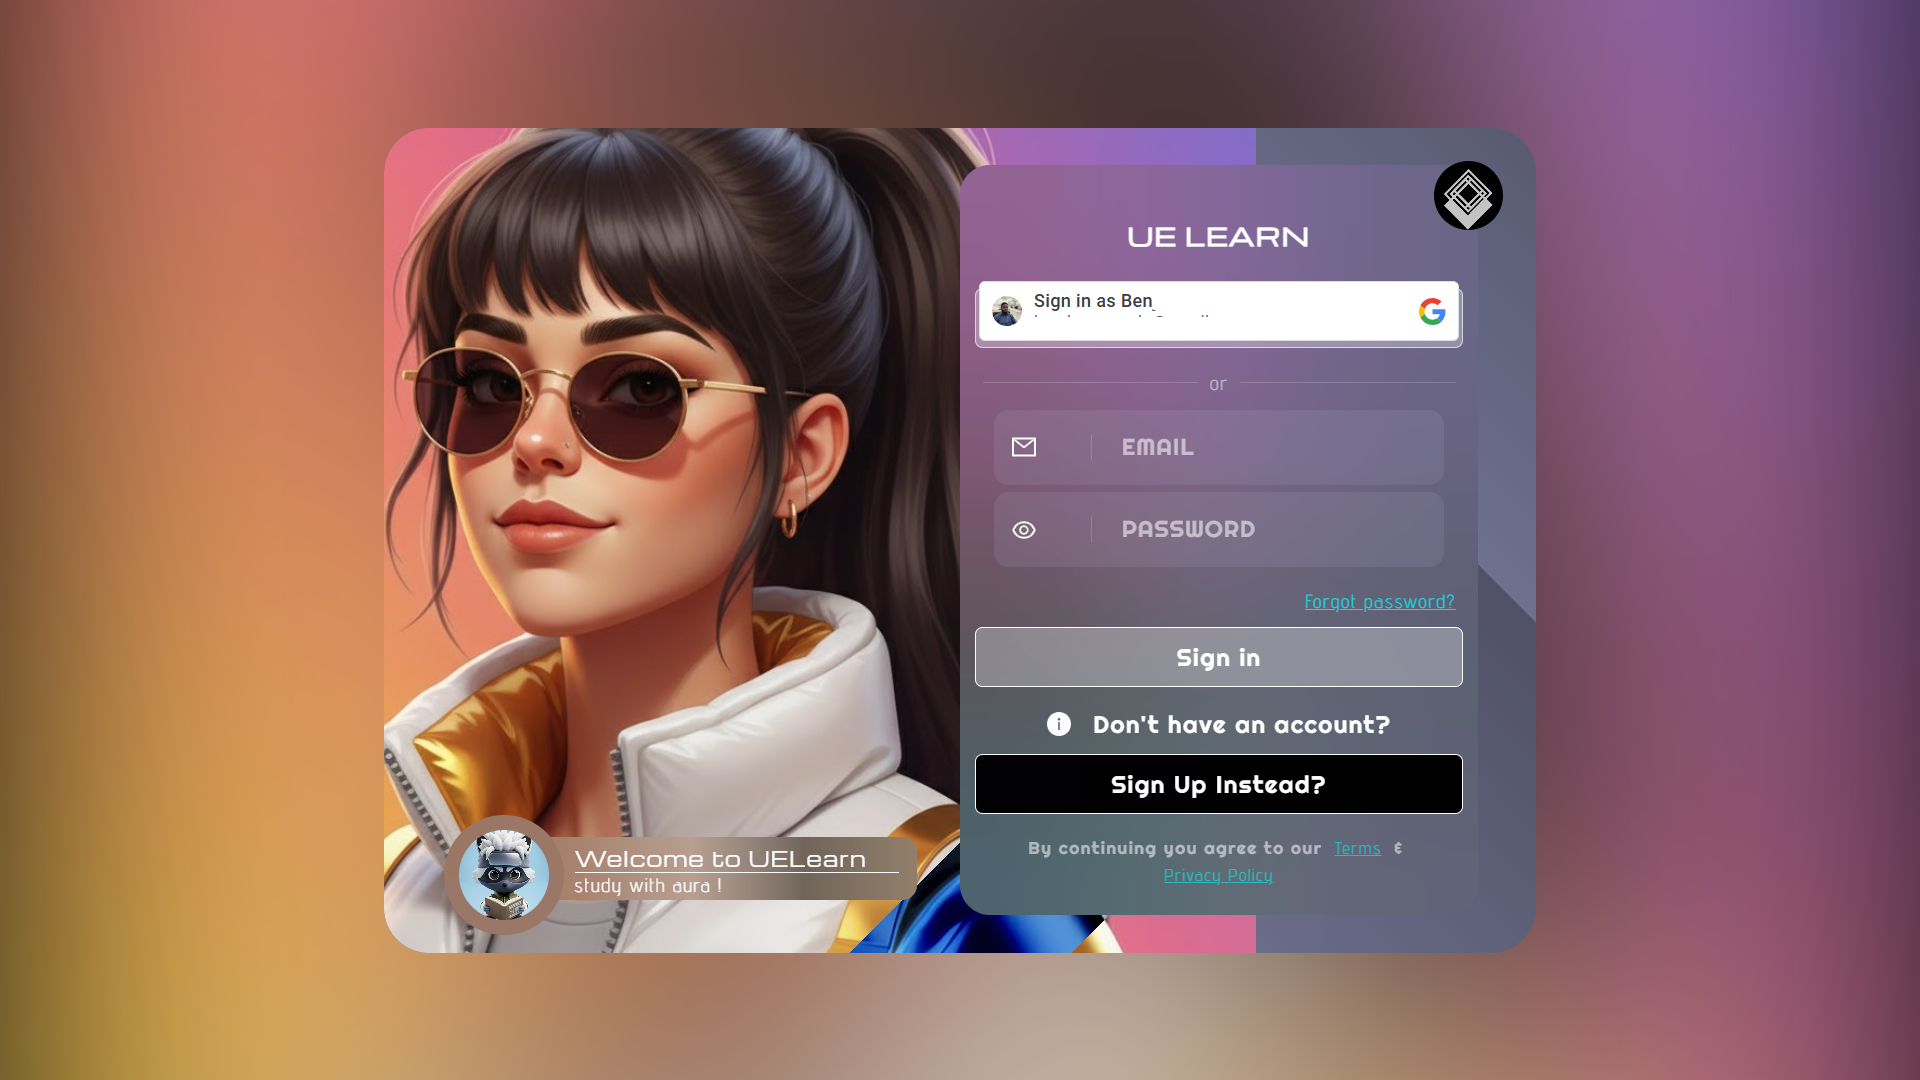 UE LEARN
Sign in as Ben
or
EMAIL
PASSWORD
Forgot password?
Sign in
Don't have an account?
Sign Up Instead?
By continuing you agree to our Terms &
Privacy Policy
Welcome to UELearn
study with aura !